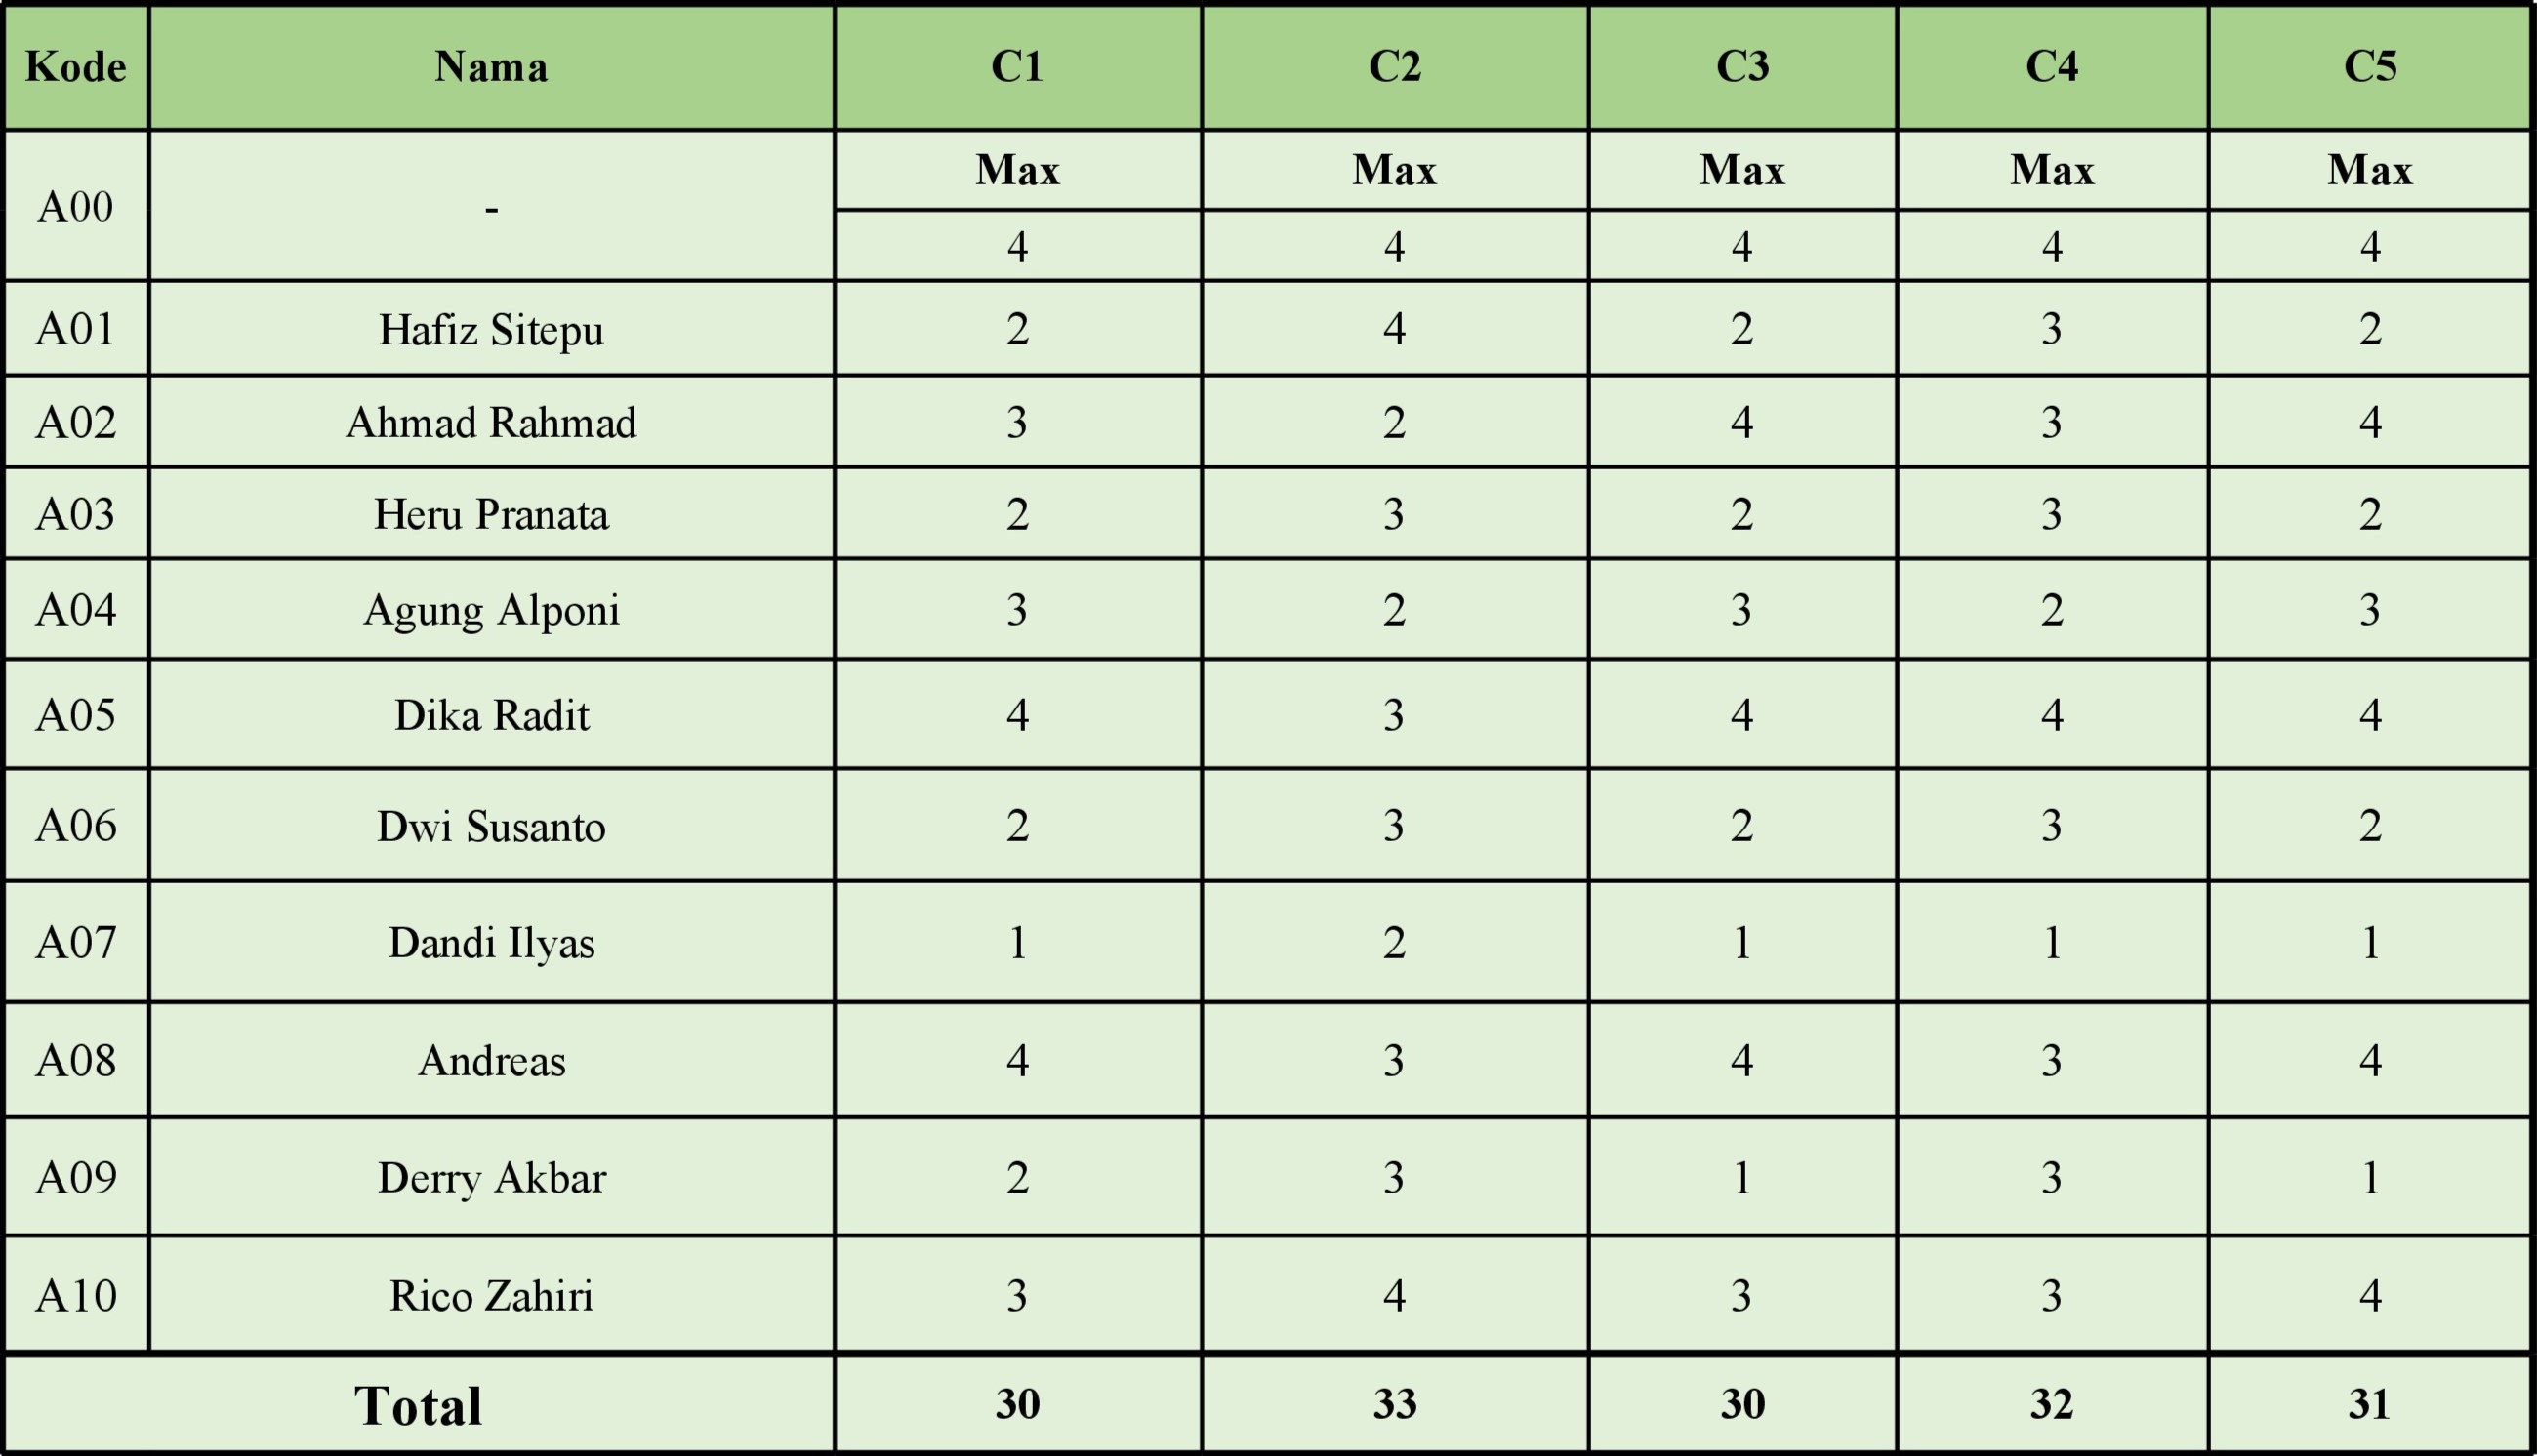 Kode Nama C1 C2 C3 C4 C5
A00 - Max Max Max Max Max
4 4 4 4 4
A01 Hafiz Sitepu 2 4 2 3 2
A02 Ahmad Rahmad 3 2 4 3 4
A03 Heru Pranata 2 3 2 3 2
A04 Agung Alponi 3 2 3 2 3
A05 Dika Radit 4 3 4 4 4
A06 Dwi Susanto 2 3 2 3 2
A07 Dandi Ilyas 1 2 1 1 1
A08 Andreas 4 3 4 3 4
A09 Derry Akbar 2 3 1 3 1
A10 Rico Zahiri 3 4 3 3 4
Total 30 33 30 32 31